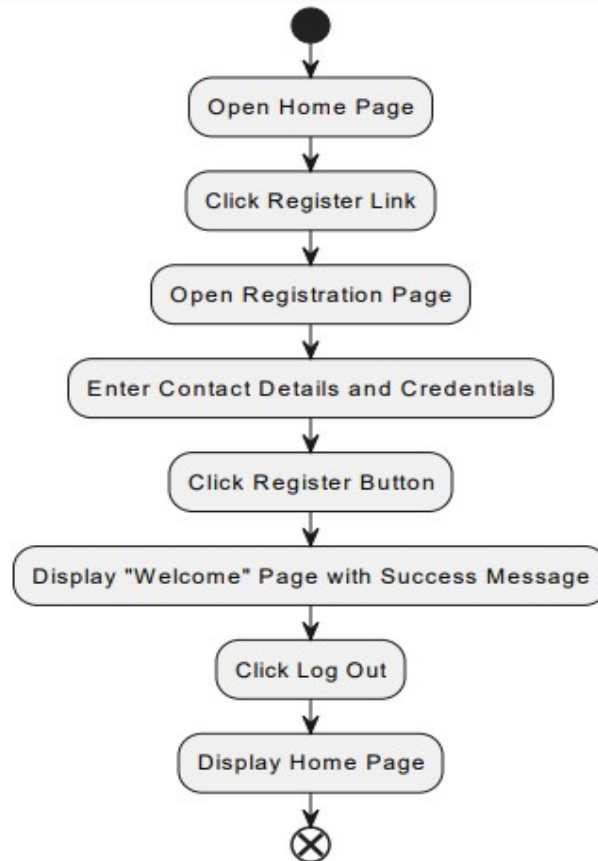 Open Home Page
Click Register Link
Open Registration Page
Enter Contact Details and Credentials
Click Register Button
Display "Welcome" Page with Success Message
Click Log Out
Display Home Page